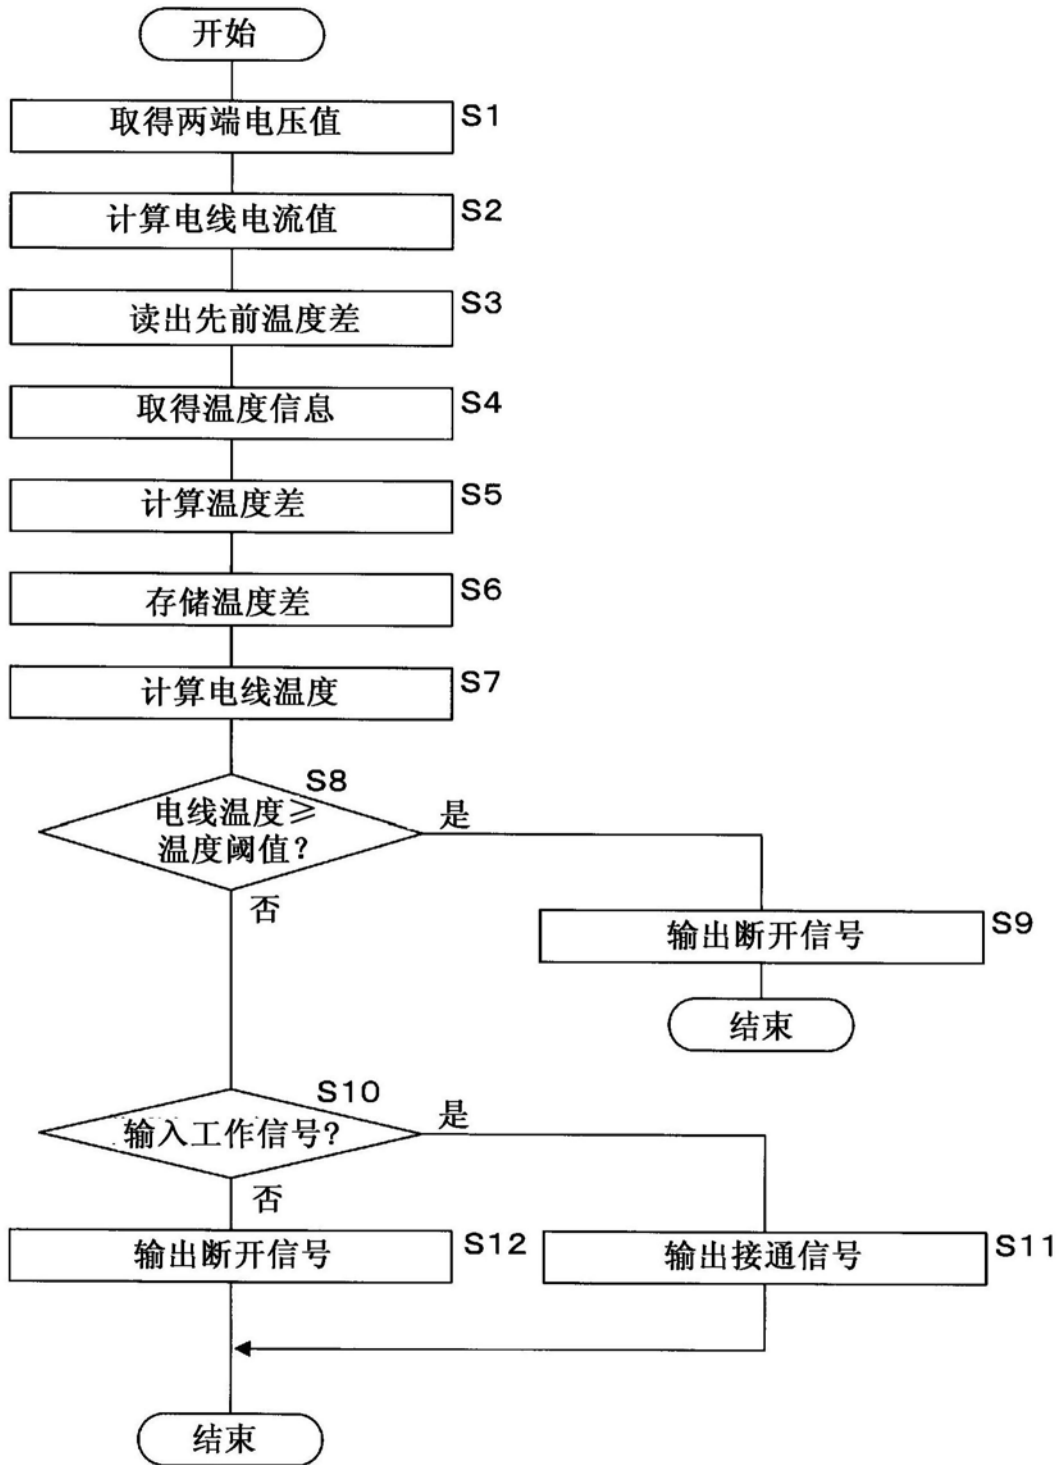 开始
取得两端电压值 S1
计算电线电流值 S2
读出先前温度差 S3
取得温度信息 S4
计算温度差 S5
存储温度差 S6
计算电线温度 S7
S8
电线温度≥
温度阈值?
是
否
输出断开信号 S9
结束
S10
输入工作信号?
是
否
输出断开信号 S12
输出接通信号 S11
结束